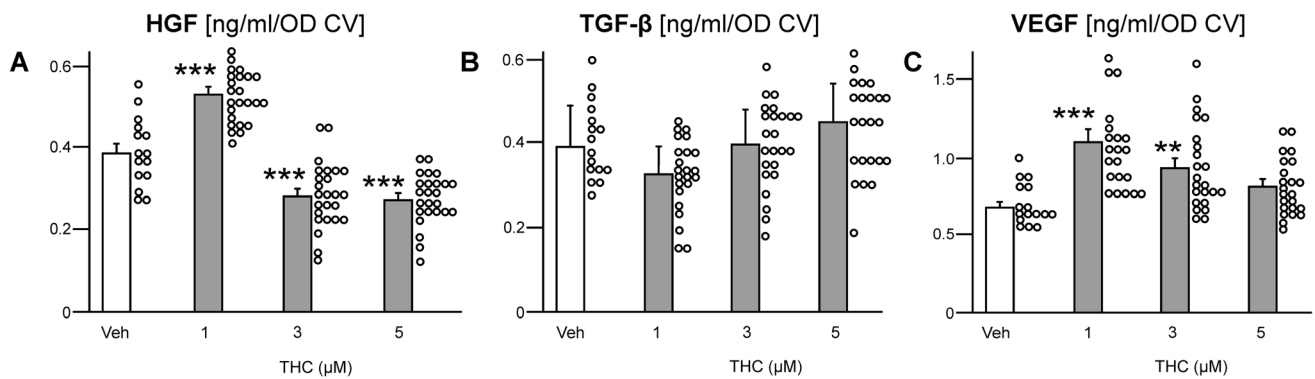 HGF [ng/ml/OD CV]
A
0.6
0.4
0.2
0
***
***
***
Veh 1 3 5
THC (µM)
TGF-β [ng/ml/OD CV]
B
0.6
0.4
0.2
0
Veh 1 3 5
THC (µM)
VEGF [ng/ml/OD CV]
C
1.5
1.0
0.5
0
***
**
Veh 1 3 5
THC (µM)